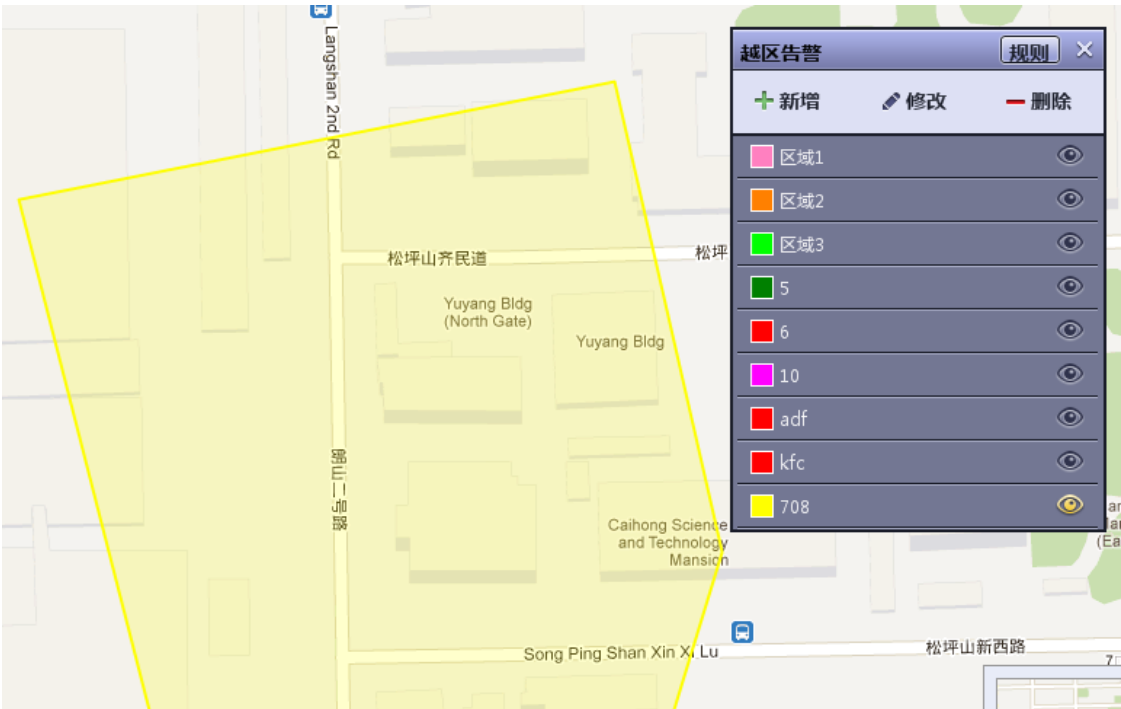 Langshan 2nd Rd
越区告警
规则
新增
修改
删除
区域1
区域2
区域3
5
6
10
adf
kfc
708
松坪山齐民道
松坪
Yuyang Bldg
(North Gate)
Yuyang Bldg
朗山二号路
Caihong Science
and Technology
Mansion
(Ea
Song Ping Shan Xin Xi Lu
松坪山新西路
7